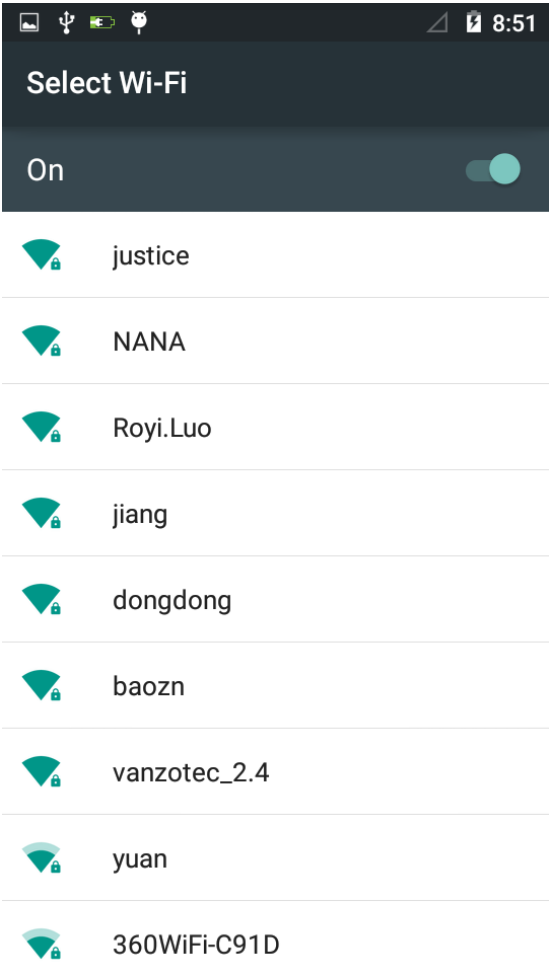 8:51
Select Wi-Fi
On
justice
NANA
Royi.Luo
jiang
dongdong
baozn
vanzotec_2.4
yuan
360WiFi-C91D